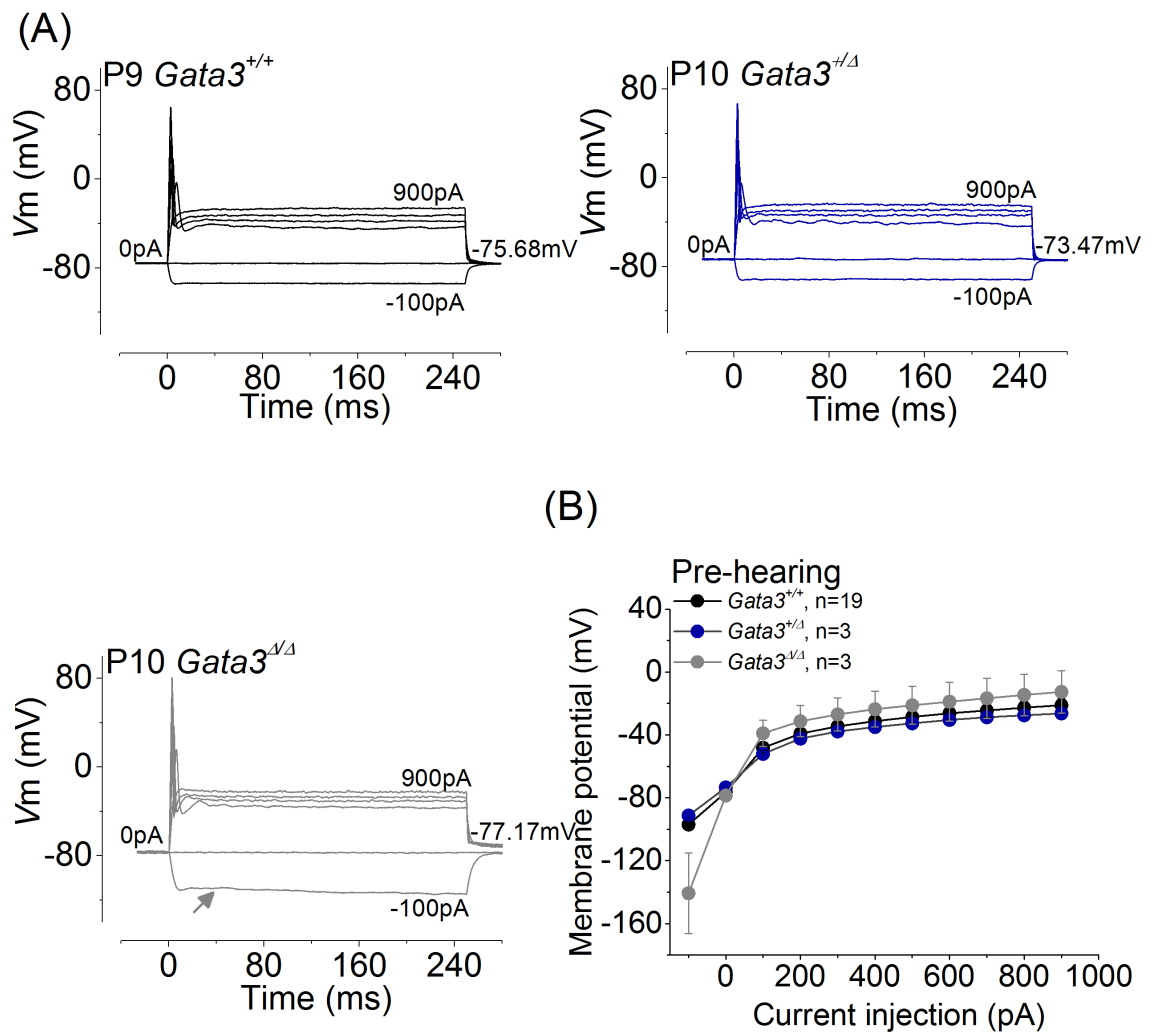 (A)
P9 Gata3+/+
80
0
-80
Vm (mV)
900pA
0pA
-75.68mV
-100pA
0 80 160 240
Time (ms)
P10 Gata3+/Δ
80
0
-80
Vm (mV)
900pA
0pA
-73.47mV
-100pA
0 80 160 240
Time (ms)
P10 Gata3Δ/Δ
80
0
-80
Vm (mV)
900pA
0pA
-77.17mV
-100pA
0 80 160 240
Time (ms)
(B)
Pre-hearing
Gata3+/+, n=19
Gata3+/Δ, n=3
Gata3Δ/Δ, n=3
40
0
-40
-80
-120
-160
Membrane potential (mV)
0 200 400 600 800 1000
Current injection (pA)